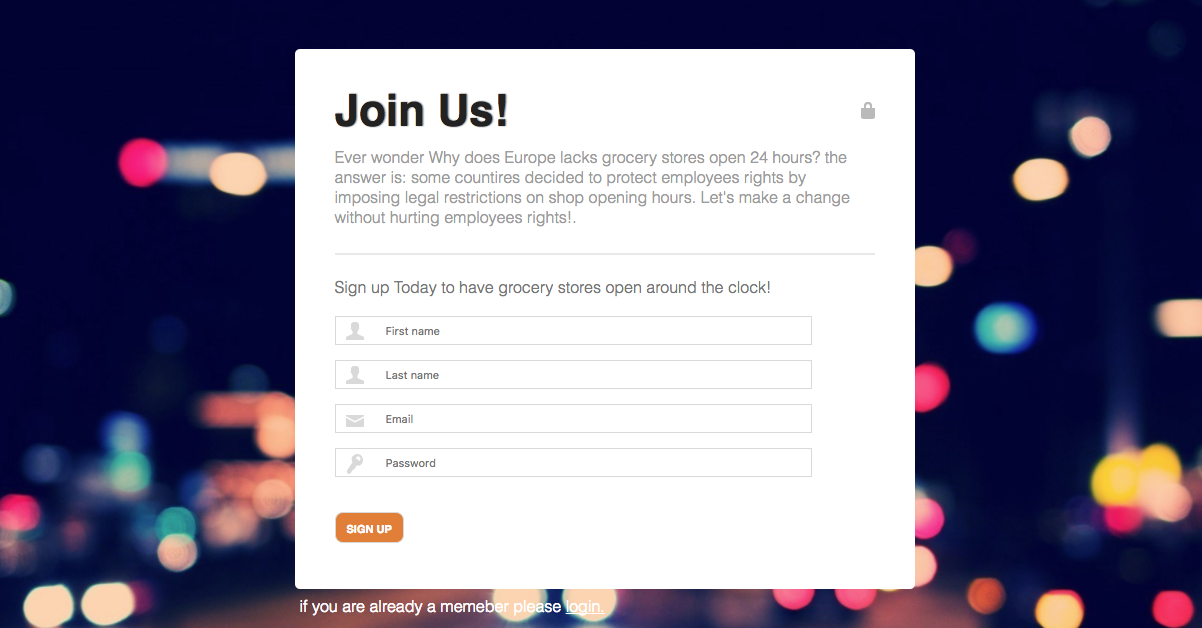 Join Us!
Ever wonder Why does Europe lacks grocery stores open 24 hours? the
answer is: some countires decided to protect employees rights by
imposing legal restrictions on shop opening hours. Let's make a change
without hurting employees rights!.
Sign up Today to have grocery stores open around the clock!
First name
Last name
Email
Password
SIGN UP
if you are already a memeber please login.